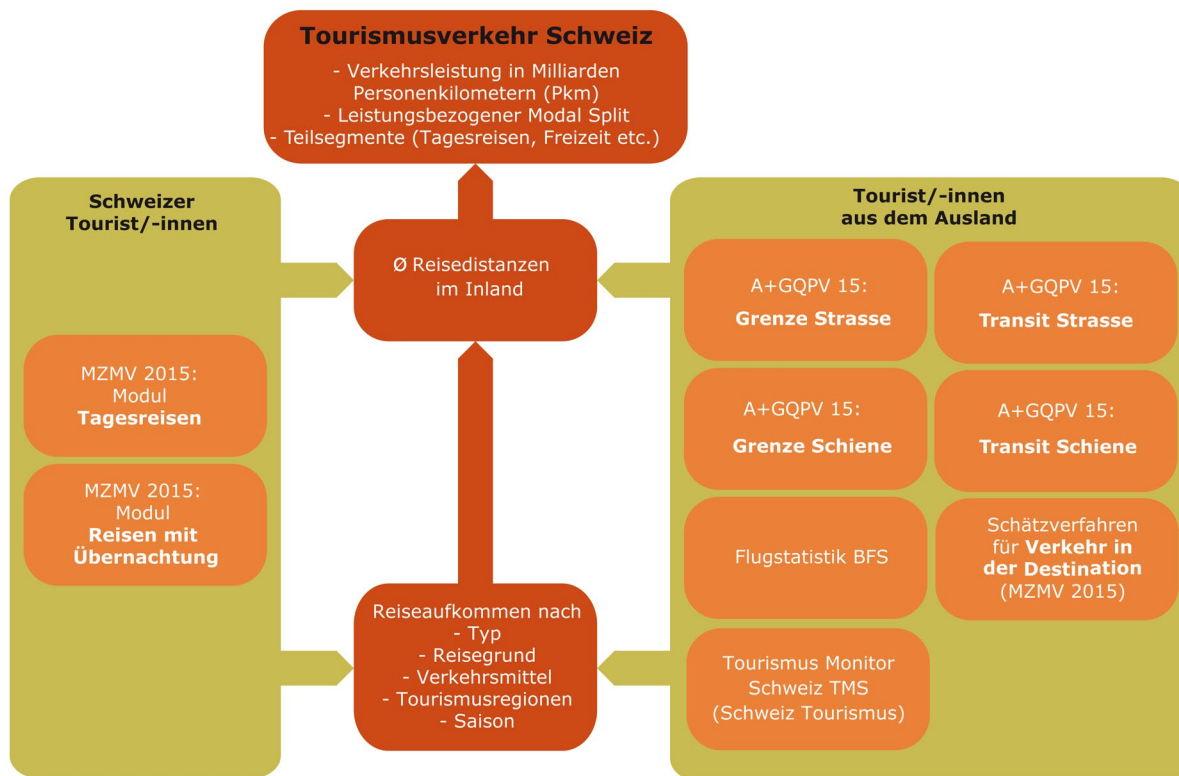 Tourismusverkehr Schweiz
- Verkehrsleistung in Milliarden
Personenkilometern (Pkm)
- Leistungsbezogener Modal Split
- Teilsegmente (Tagesreisen, Freizeit etc.)
Schweizer
Tourist/-innen
MZMV 2015:
Modul
Tagesreisen
MZMV 2015:
Modul
Reisen mit
Übernachtung
Ø Reisedistanzen
im Inland
Reiseaufkommen nach
- Typ
- Reisegrund
- Verkehrsmittel
- Tourismusregionen
- Saison
Tourist/-innen
aus dem Ausland
A+GQPV 15:
Grenze Strasse
A+GQPV 15:
Transit Strasse
A+GQPV 15:
Grenze Schiene
A+GQPV 15:
Transit Schiene
Flugstatistik BFS
Schätzverfahren
für Verkehr in
der Destination
(MZMV 2015)
Tourismus Monitor
Schweiz TMS
(Schweiz Tourismus)